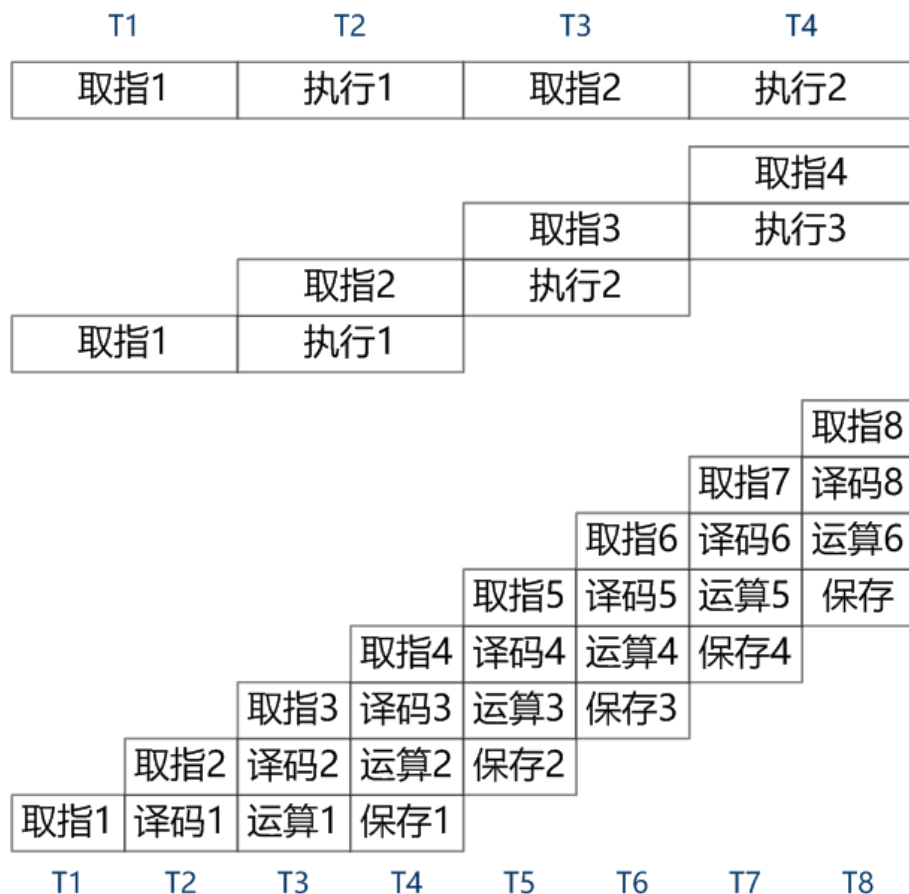 T1 T2 T3 T4
取指1 执行1 取指2 执行2
取指4
取指3 执行3
取指2 执行2
取指1 执行1
取指8
取指7 译码8
取指6 译码6 运算6
取指5 译码5 运算5 保存
取指4 译码4 运算4 保存4
取指3 译码3 运算3 保存3
取指2 译码2 运算2 保存2
取指1 译码1 运算1 保存1
T1 T2 T3 T4 T5 T6 T7 T8